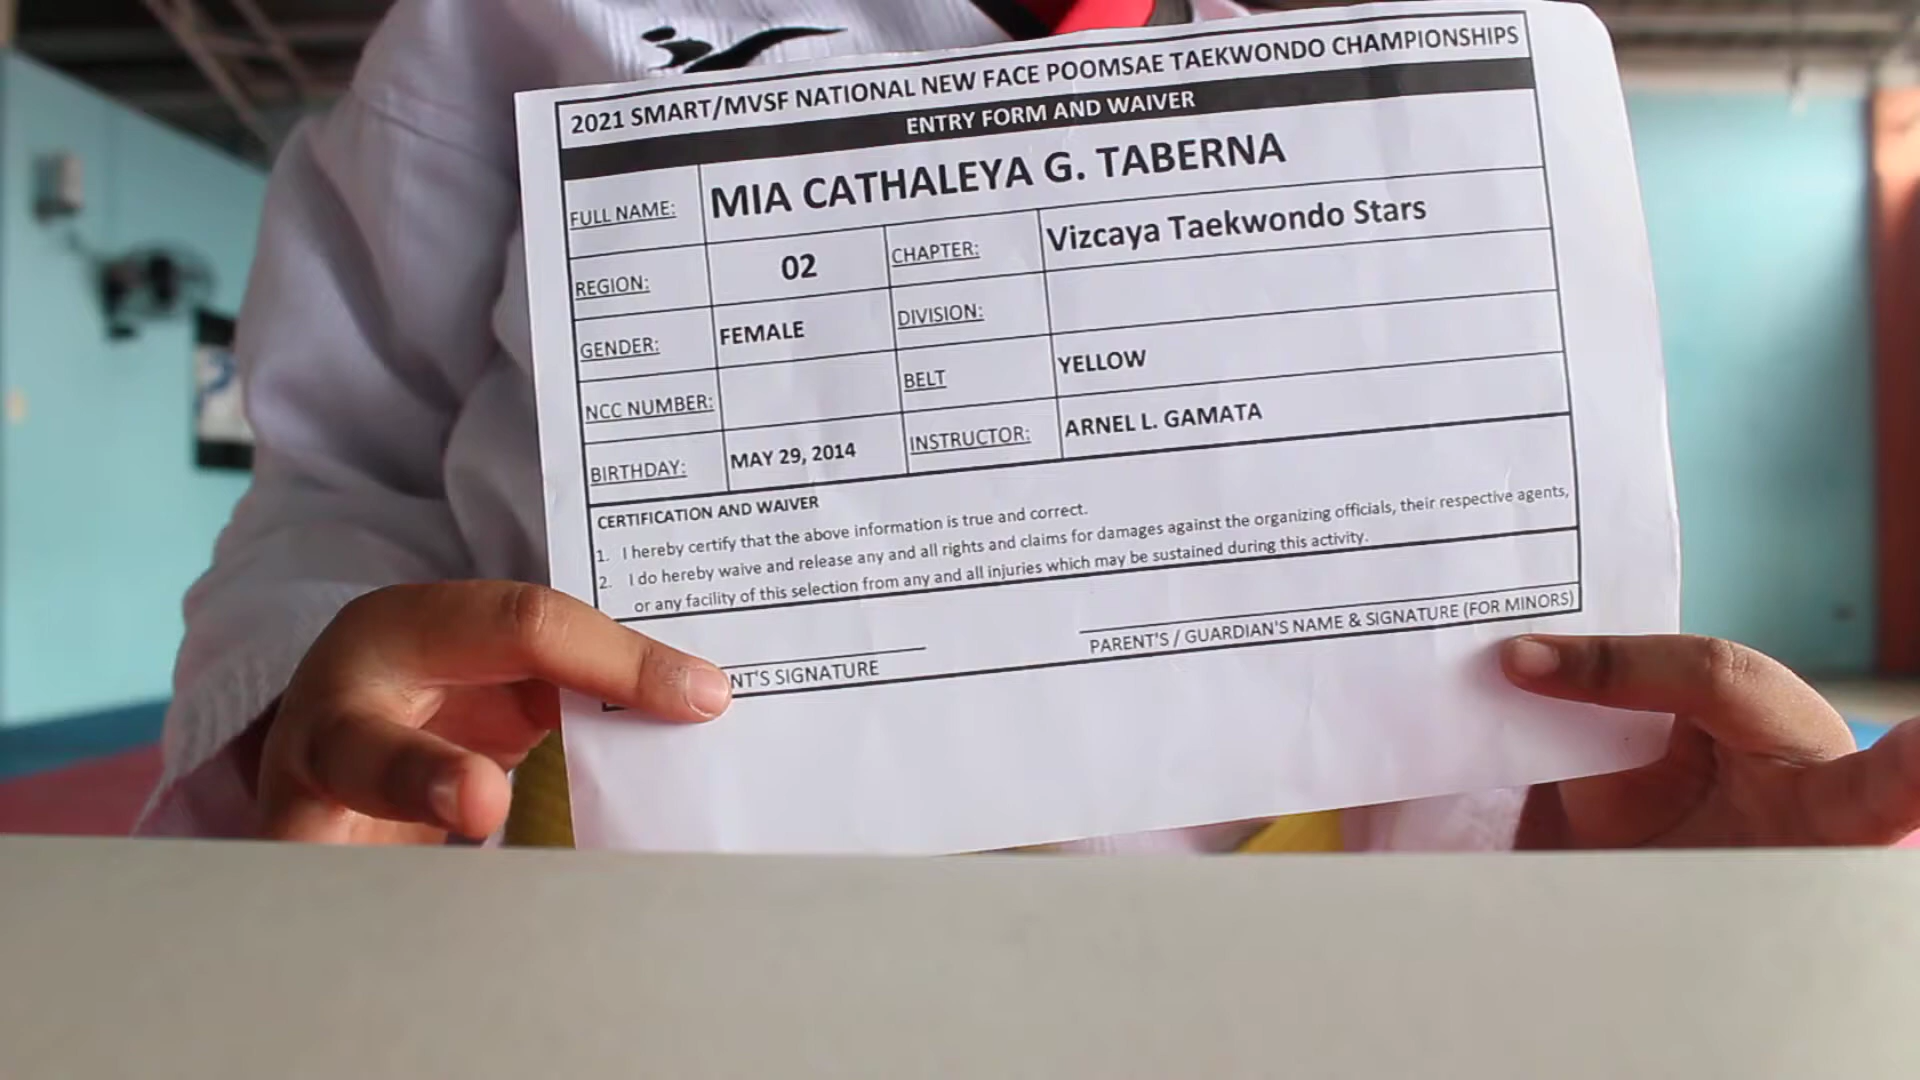 2021 SMART/MVSF NATIONAL NEW FACE POOMSAE TAEKWONDO CHAMPIONSHIPS
ENTRY FORM AND WAIVER
FULL NAME: MIA CATHALEYA G. TABERNA
REGION: 02 CHAPTER: Vizcaya Taekwondo Stars
GENDER: FEMALE DIVISION:
NCC NUMBER: BELT YELLOW
BIRTHDAY: MAY 29, 2014 INSTRUCTOR: ARNEL L. GAMATA
CERTIFICATION AND WAIVER
1. I hereby certify that the above information is true and correct.
2. I do hereby waive and release any and all rights and claims for damages against the organizing officials, their respective agents,
or any facility of this selection from any and all injuries which may be sustained during this activity.
NT'S SIGNATURE PARENT'S / GUARDIAN'S NAME & SIGNATURE (FOR MINORS)